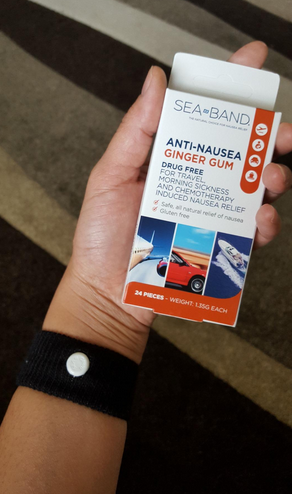 SEA-BAND
THE NATURAL CHOICE FOR NAUSEA RELIEF
ANTI-NAUSEA
GINGER GUM
DRUG FREE
FOR TRAVEL,
MORNING SICKNESS
AND CHEMOTHERAPY
INDUCED NAUSEA RELIEF
Safe, all natural relief of nausea
Gluten free
24 PIECES – WEIGHT: 1.35G EACH